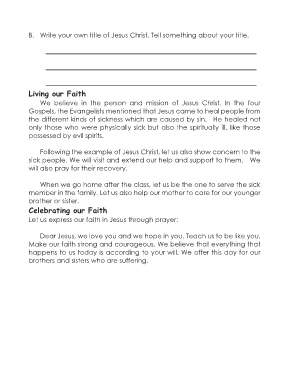 B. Write your own title of Jesus Christ. Tell something about your title.
Living our Faith
We believe in the person and mission of Jesus Christ. In the four
Gospels, the Evangelists mentioned that Jesus came to heal people from
the different kinds of sickness which are caused by sin. He healed not
only those who were physically sick but also the spiritually ill, like those
possessed by evil spirits.
Following the example of Jesus Christ, let us also show concern to the
sick people. We will visit and extend our help and support to them. We
will also pray for their recovery.
When we go home after the class, let us be the one to serve the sick
member in the family. Let us also help our mother to care for our younger
brother or sister.
Celebrating our Faith
Let us express our faith in Jesus through prayer:
Dear Jesus, we love you and we hope in you. Teach us to be like you.
Make our faith strong and courageous. We believe that everything that
happens to us today is according to your will. We offer this day for our
brothers and sisters who are suffering.